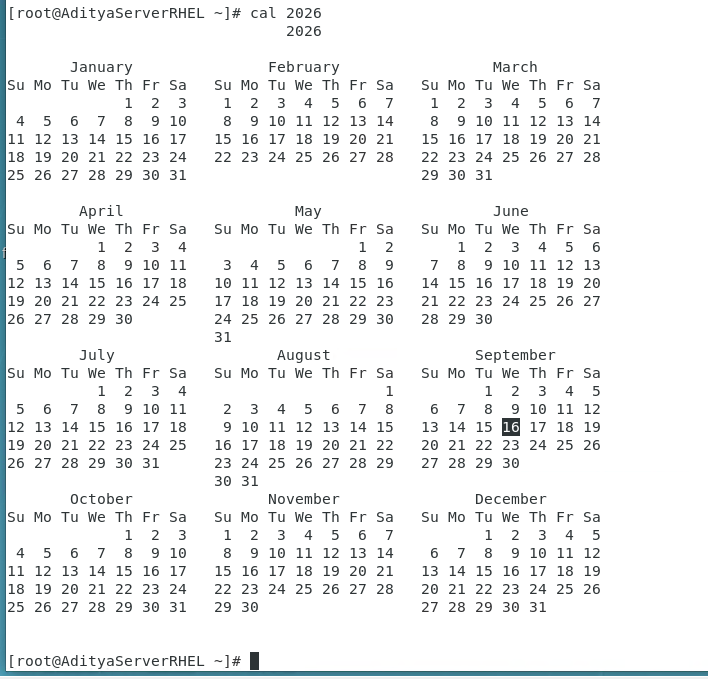 [root@AdityaServerRHEL ~]# cal 2026
                               2026

       January               February                 March
Su Mo Tu We Th Fr Sa   Su Mo Tu We Th Fr Sa   Su Mo Tu We Th Fr Sa
             1  2  3    1  2  3  4  5  6  7    1  2  3  4  5  6  7
 4  5  6  7  8  9 10    8  9 10 11 12 13 14    8  9 10 11 12 13 14
11 12 13 14 15 16 17   15 16 17 18 19 20 21   15 16 17 18 19 20 21
18 19 20 21 22 23 24   22 23 24 25 26 27 28   22 23 24 25 26 27 28
25 26 27 28 29 30 31                          29 30 31

        April                   May                   June
Su Mo Tu We Th Fr Sa   Su Mo Tu We Th Fr Sa   Su Mo Tu We Th Fr Sa
          1  2  3  4                   1  2       1  2  3  4  5  6
 5  6  7  8  9 10 11    3  4  5  6  7  8  9    7  8  9 10 11 12 13
12 13 14 15 16 17 18   10 11 12 13 14 15 16   14 15 16 17 18 19 20
19 20 21 22 23 24 25   17 18 19 20 21 22 23   21 22 23 24 25 26 27
26 27 28 29 30         24 25 26 27 28 29 30   28 29 30
                       31
        July                  August                September
Su Mo Tu We Th Fr Sa   Su Mo Tu We Th Fr Sa   Su Mo Tu We Th Fr Sa
          1  2  3  4                      1          1  2  3  4  5
 5  6  7  8  9 10 11    2  3  4  5  6  7  8    6  7  8  9 10 11 12
12 13 14 15 16 17 18    9 10 11 12 13 14 15   13 14 15 16 17 18 19
19 20 21 22 23 24 25   16 17 18 19 20 21 22   20 21 22 23 24 25 26
26 27 28 29 30 31      23 24 25 26 27 28 29   27 28 29 30
                       30 31
       October               November               December
Su Mo Tu We Th Fr Sa   Su Mo Tu We Th Fr Sa   Su Mo Tu We Th Fr Sa
             1  2  3    1  2  3  4  5  6  7          1  2  3  4  5
 4  5  6  7  8  9 10    8  9 10 11 12 13 14    6  7  8  9 10 11 12
11 12 13 14 15 16 17   15 16 17 18 19 20 21   13 14 15 16 17 18 19
18 19 20 21 22 23 24   22 23 24 25 26 27 28   20 21 22 23 24 25 26
25 26 27 28 29 30 31   29 30                  27 28 29 30 31

[root@AdityaServerRHEL ~]#